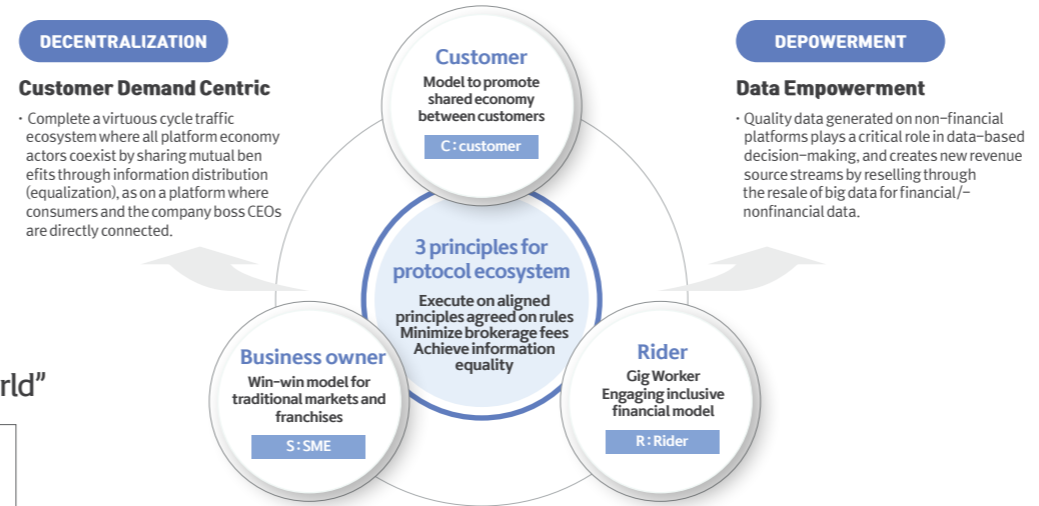 DECENTRALIZATION
Customer Demand Centric
· Complete a virtuous cycle traffic
ecosystem where all platform economy
actors coexist by sharing mutual ben
efits through information distribution
(equalization), as on a platform where
consumers and the company boss CEOs
are directly connected.
Customer
Model to promote
shared economy
between customers
C : customer
DEPOWERMENT
Data Empowerment
· Quality data generated on non-financial
platforms plays a critical role in data-based
decision-making, and creates new revenue
source streams by reselling through
the resale of big data for financial/-
nonfinancial data.
3 principles for
protocol ecosystem
Execute on aligned
principles agreed on rules
Minimize brokerage fees
Achieve information
equality
Business owner
Win-win model for
traditional markets and
franchises
S : SME
Rider
Gig Worker
Engaging inclusive
financial model
R : Rider
rld”